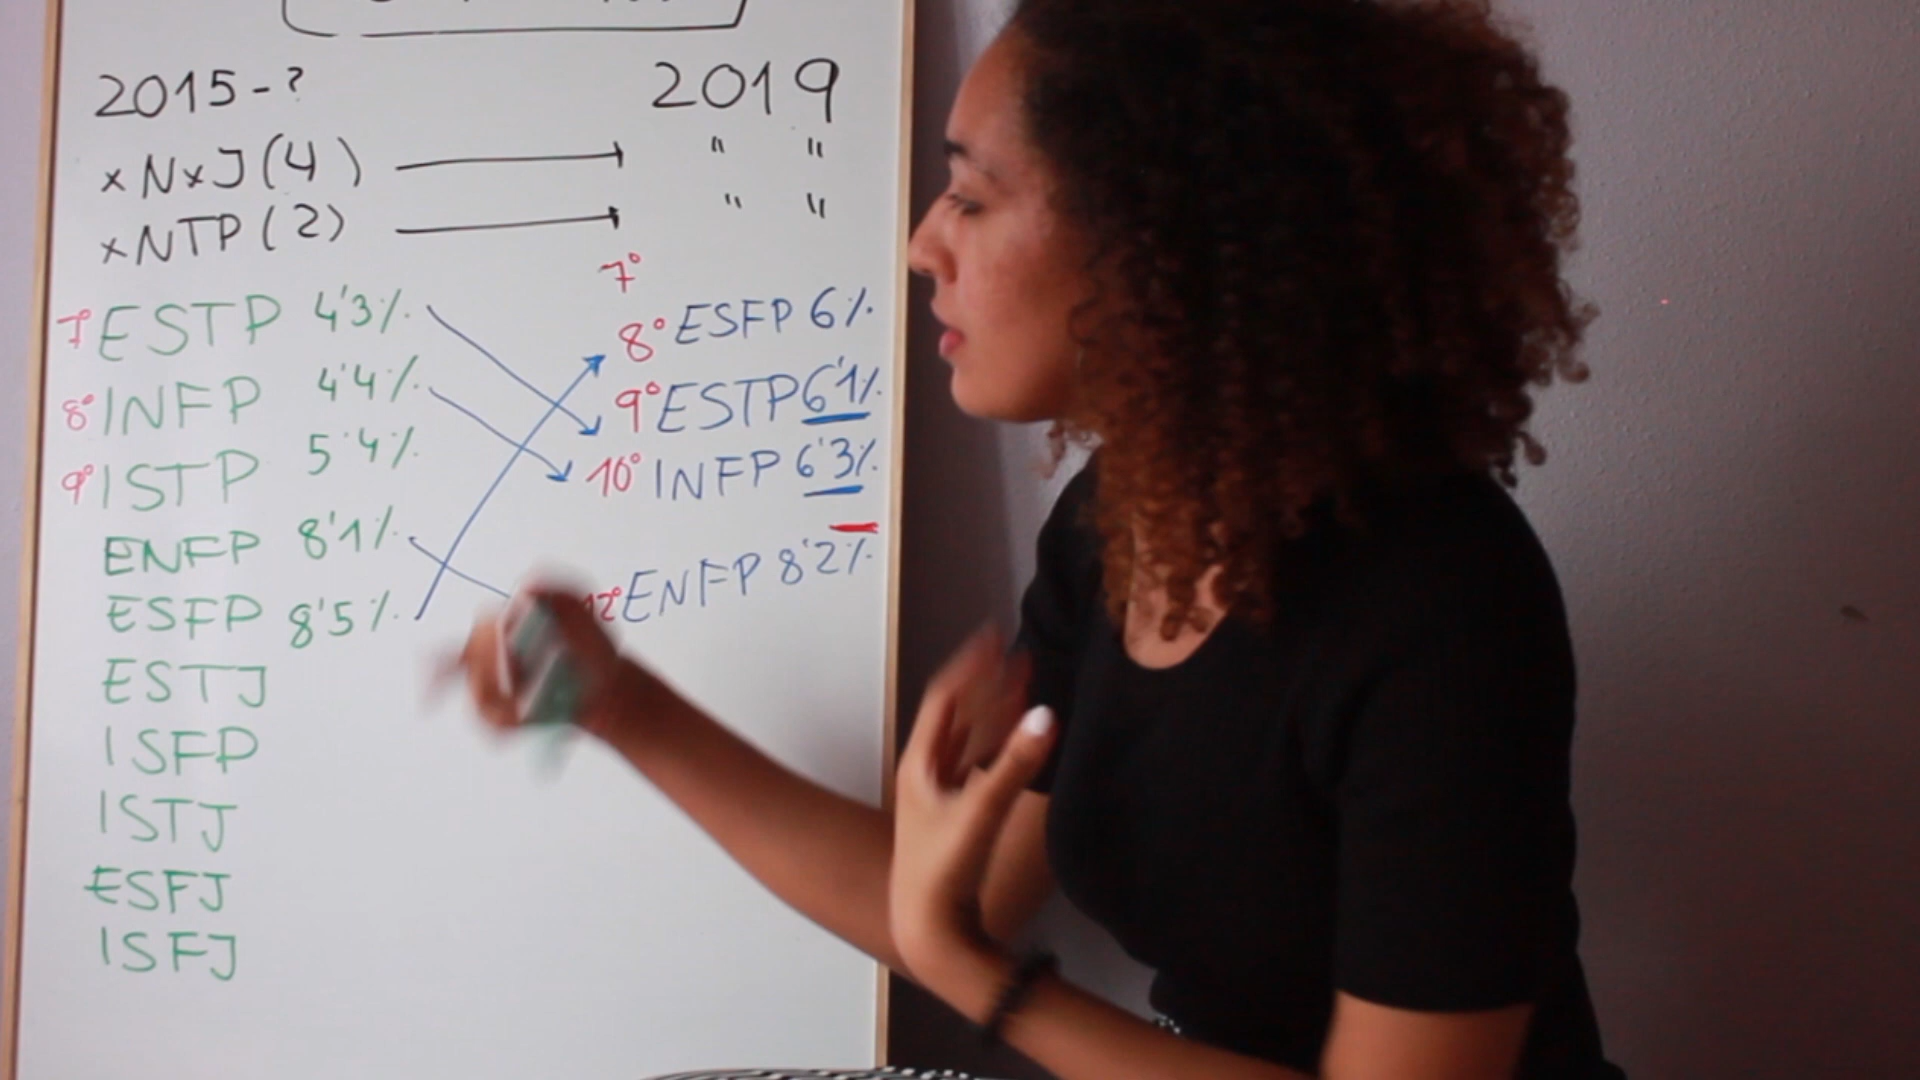 2015-?
2019
xNxJ (4)
" "
xNTP (2)
" "
7°
7° ESTP 4'3%
8° ESFP 6%
8° INFP 4'4%
9° ESTP 6'1%
9° ISTP 5'4%
10° INFP 6'3%
ENFP 8'1%
12° ENFP 8'2%
ESFP 8'5%
ESTJ
ISFP
ISTJ
ESFJ
ISFJ